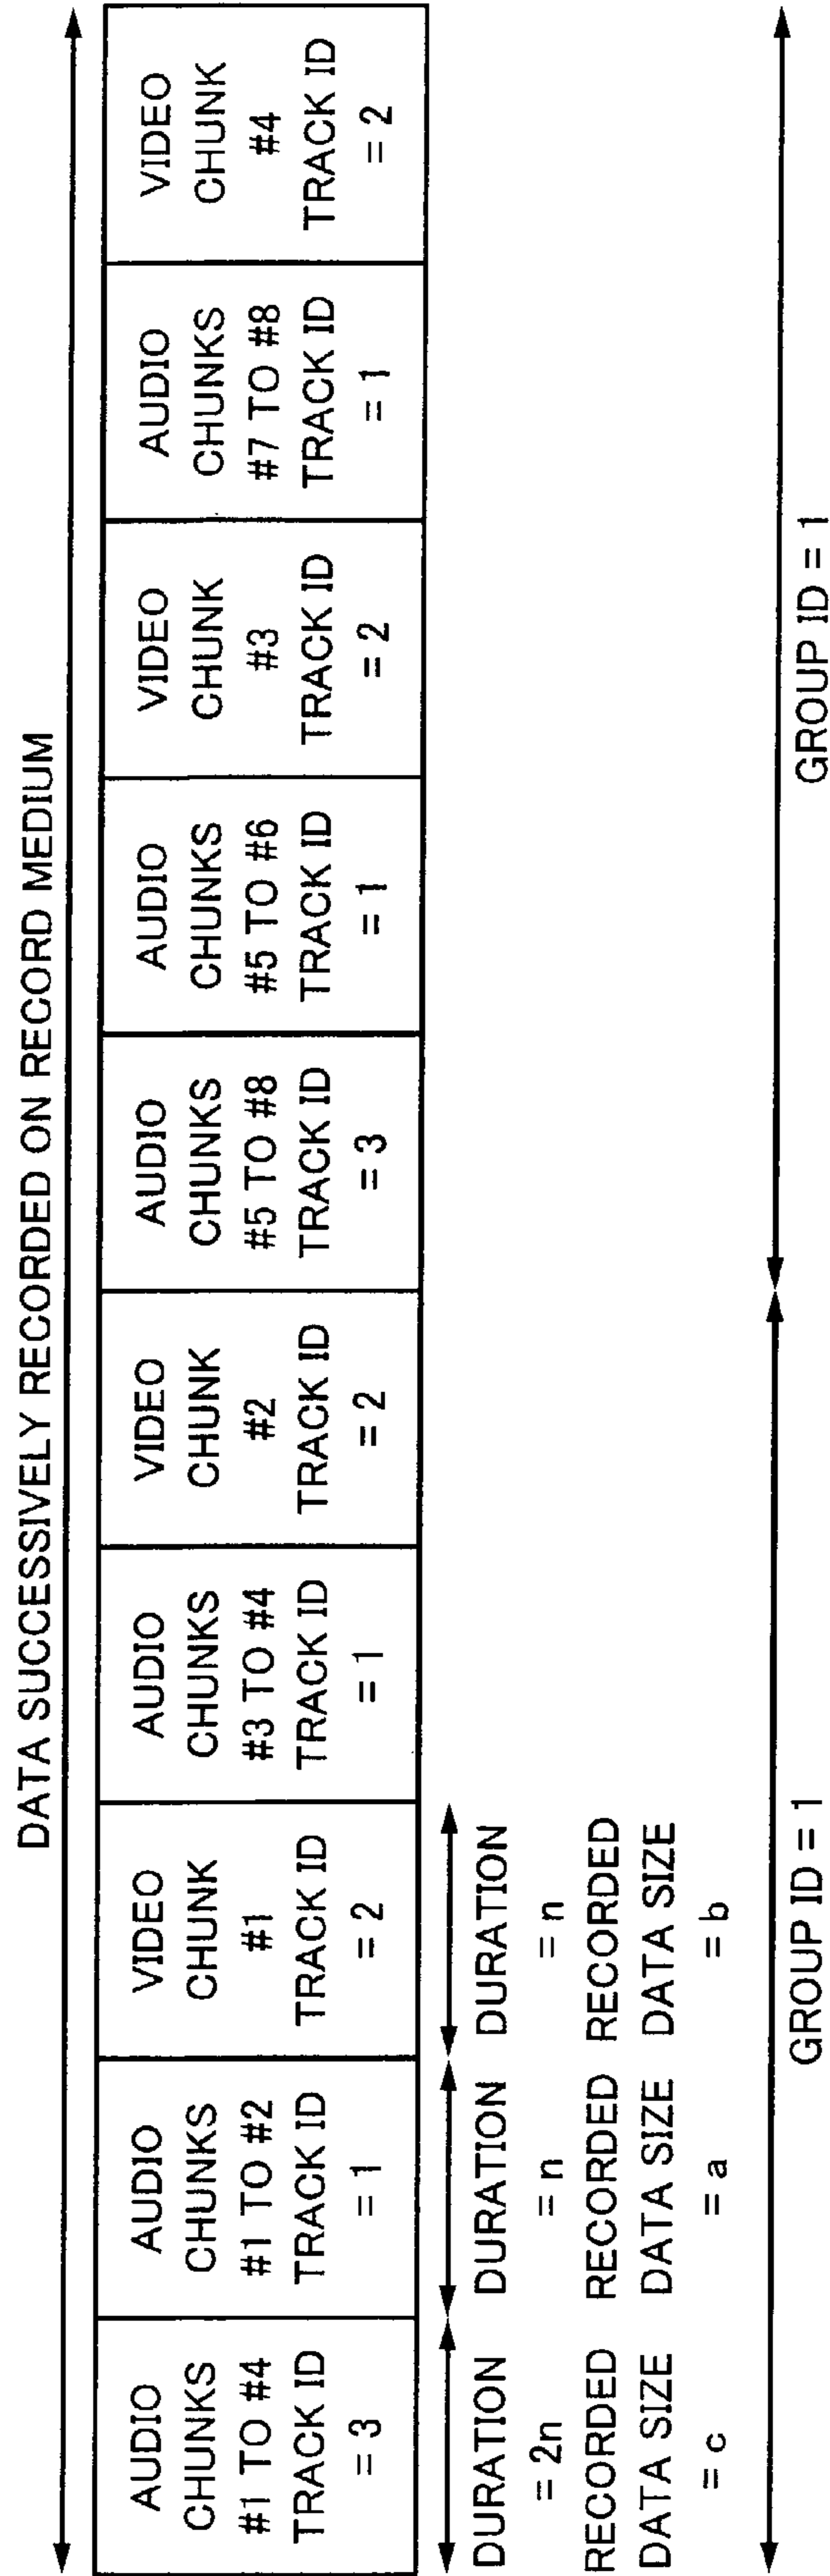 DATA SUCCESSIVELY RECORDED ON RECORD MEDIUM
AUDIO
CHUNKS
#1 TO #4
TRACK ID
= 3
AUDIO
CHUNKS
#1 TO #2
TRACK ID
= 1
VIDEO
CHUNK
#1
TRACK ID
= 2
AUDIO
CHUNKS
#3 TO #4
TRACK ID
= 1
VIDEO
CHUNK
#2
TRACK ID
= 2
AUDIO
CHUNKS
#5 TO #8
TRACK ID
= 3
AUDIO
CHUNKS
#5 TO #6
TRACK ID
= 1
VIDEO
CHUNK
#3
TRACK ID
= 2
AUDIO
CHUNKS
#7 TO #8
TRACK ID
= 1
VIDEO
CHUNK
#4
TRACK ID
= 2
DURATION
= 2n
RECORDED
DATA SIZE
= c
DURATION
= n
RECORDED
DATA SIZE
= a
DURATION
= n
RECORDED
DATA SIZE
= b
GROUP ID = 1
GROUP ID = 1